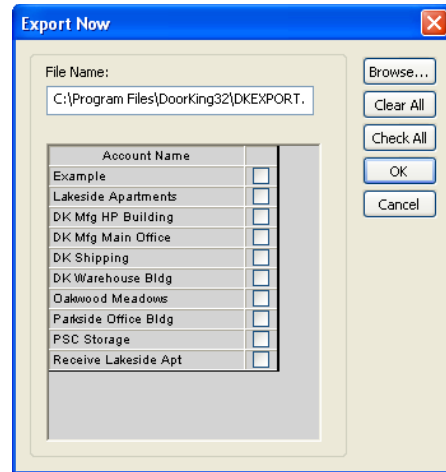 Export Now
File Name:
C:\Program Files\DoorKing32\DKEXPORT.
Browse...
Clear All
Check All
OK
Cancel
Account Name
Example
Lakeside Apartments
DK Mfg HP Building
DK Mfg Main Office
DK Shipping
DK Warehouse Bldg
Oakwood Meadows
Parkside Office Bldg
PSC Storage
Receive Lakeside Apt